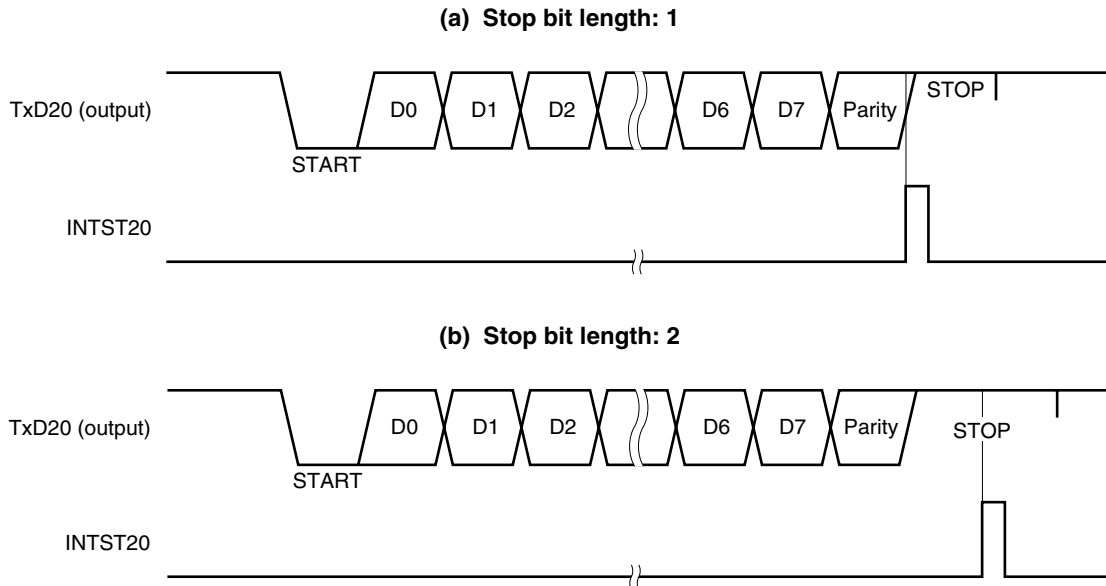 (a) Stop bit length: 1
TxD20 (output)
D0 D1 D2 D6 D7 Parity STOP
START
INTST20
(b) Stop bit length: 2
TxD20 (output)
D0 D1 D2 D6 D7 Parity STOP
START
INTST20